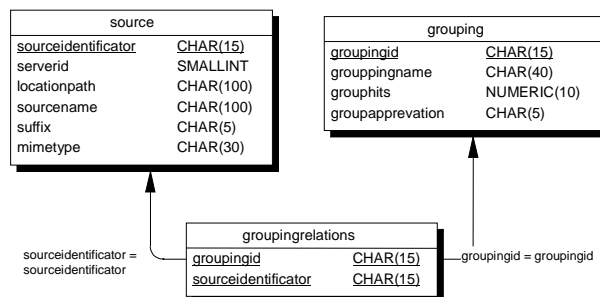 source
sourceidentificator CHAR(15)
serverid SMALLINT
locationpath CHAR(100)
sourcename CHAR(100)
suffix CHAR(5)
mimetype CHAR(30)
grouping
groupingid CHAR(15)
grouppingname CHAR(40)
grouphits NUMERIC(10)
groupapprevation CHAR(5)
sourceidentificator =
sourceidentificator
groupingrelations
groupingid CHAR(15)
sourceidentificator CHAR(15)
groupingid = groupingid